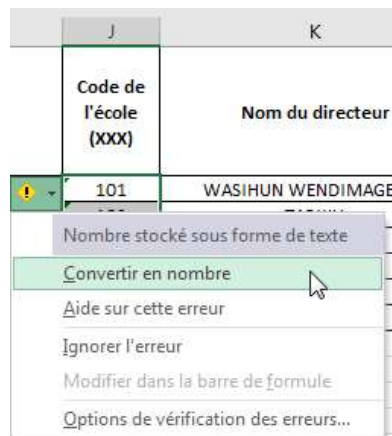 J K
Code de
l'école
(XXX)
Nom du directeur
101 WASIHUN WENDIMAGE
Nombre stocké sous forme de texte
Convertir en nombre
Aide sur cette erreur
Ignorer l'erreur
Modifier dans la barre de formule
Options de vérification des erreurs...